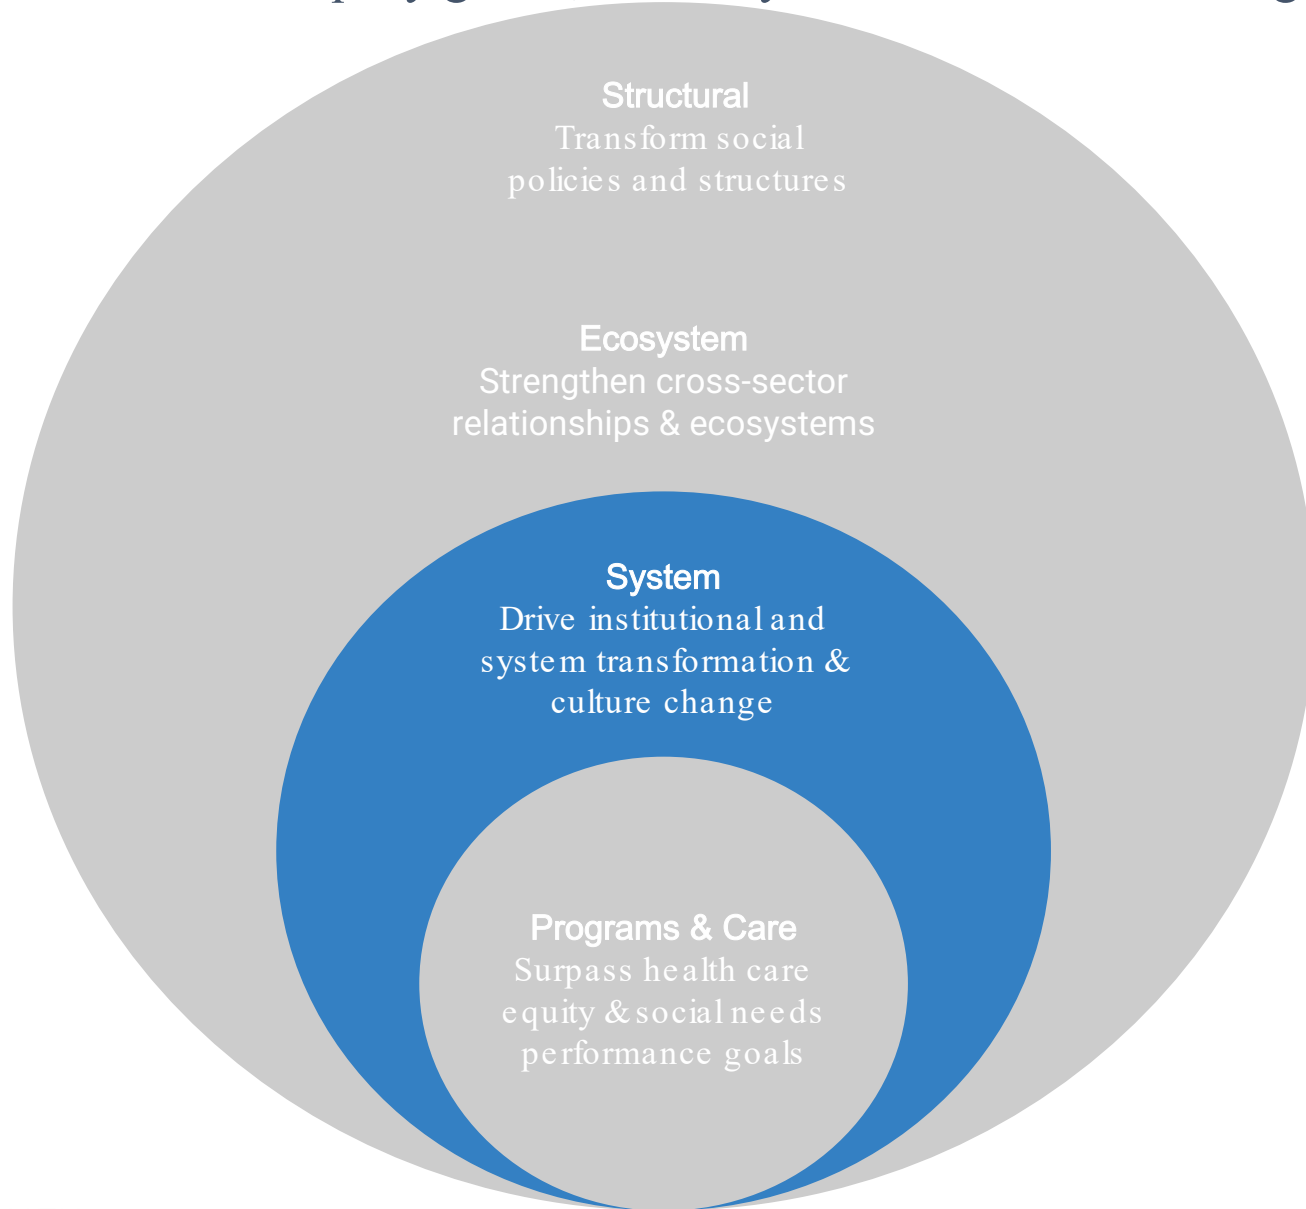 Structural
Transform social
policies and structures
Ecosystem
Strengthen cross-sector
relationships & ecosystems
System
Drive institutional and
system transformation &
culture change
Programs & Care
Surpass health care
equity & social needs
performance goals